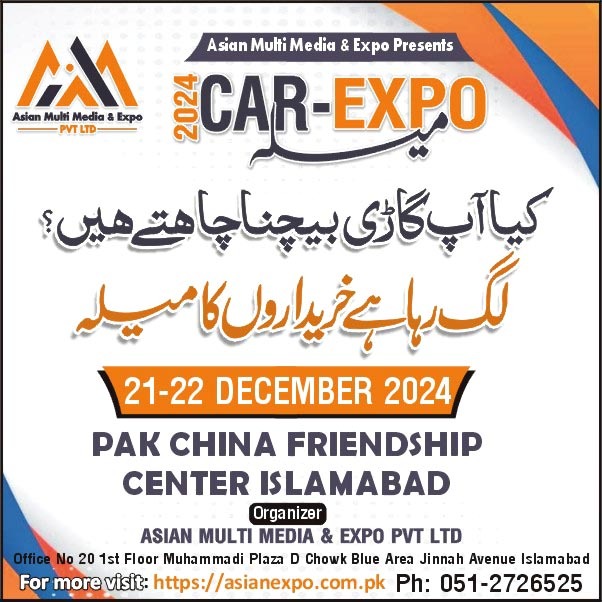 Asian Multi Media & Expo
PVT LTD
Asian Multi Media & Expo Presents
2024
CAR-EXPO
میلہ
کیا آپ گاڑی بیچنا چاهتے هیں؟
لگ رہا ہے خریداروں کا میلہ
21-22 DECEMBER 2024
PAK CHINA FRIENDSHIP
CENTER ISLAMABAD
Organizer
ASIAN MULTI MEDIA & EXPO PVT LTD
Office No 20 1st Floor Muhammadi Plaza D Chowk Blue Area Jinnah Avenue Islamabad
For more visit: https://asianexpo.com.pk Ph: 051-2726525